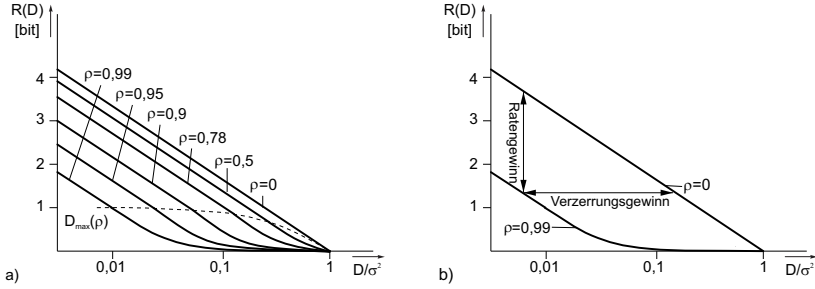 R(D)
[bit]
4
3
2
1
ρ=0,99
ρ=0,95
ρ=0,9
ρ=0,78
ρ=0,5
ρ=0
Dmax(ρ)
0,01
0,1
1
D/σ²
a)
R(D)
[bit]
4
3
2
1
Ratengewinn
Verzerrungsgewinn
ρ=0
ρ=0,99
0,01
0,1
1
D/σ²
b)